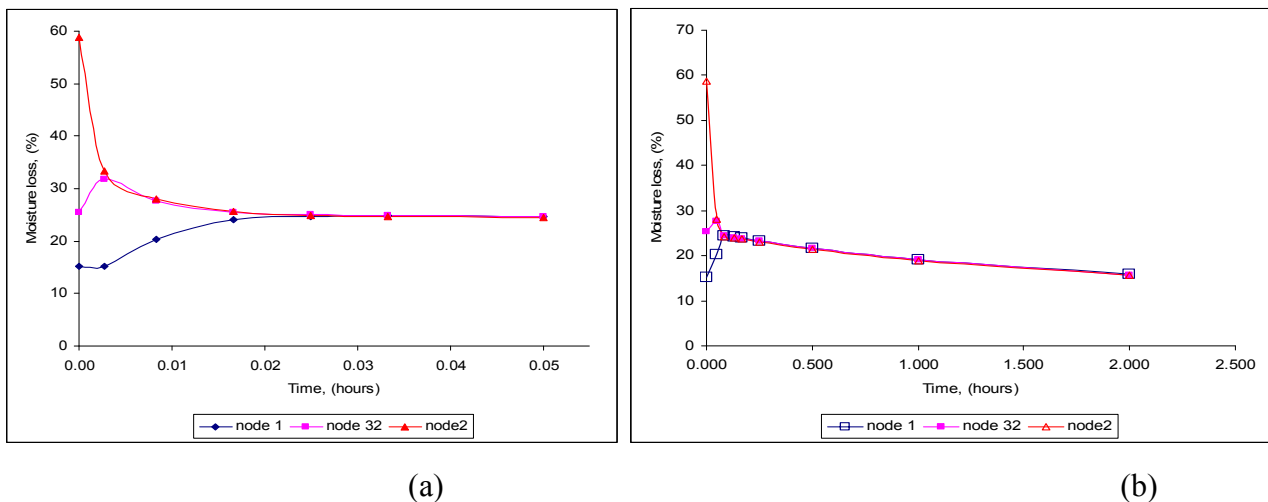 60
50
40
30
20
10
0
Moisture loss, (%)
0.00 0.01 0.02 0.03 0.04 0.05
Time, (hours)
node 1 node 32 node2
(a)
70
60
50
40
30
20
10
0
Moisture loss, (%)
0.000 0.500 1.000 1.500 2.000 2.500
Time, (hours)
node 1 node 32 node2
(b)